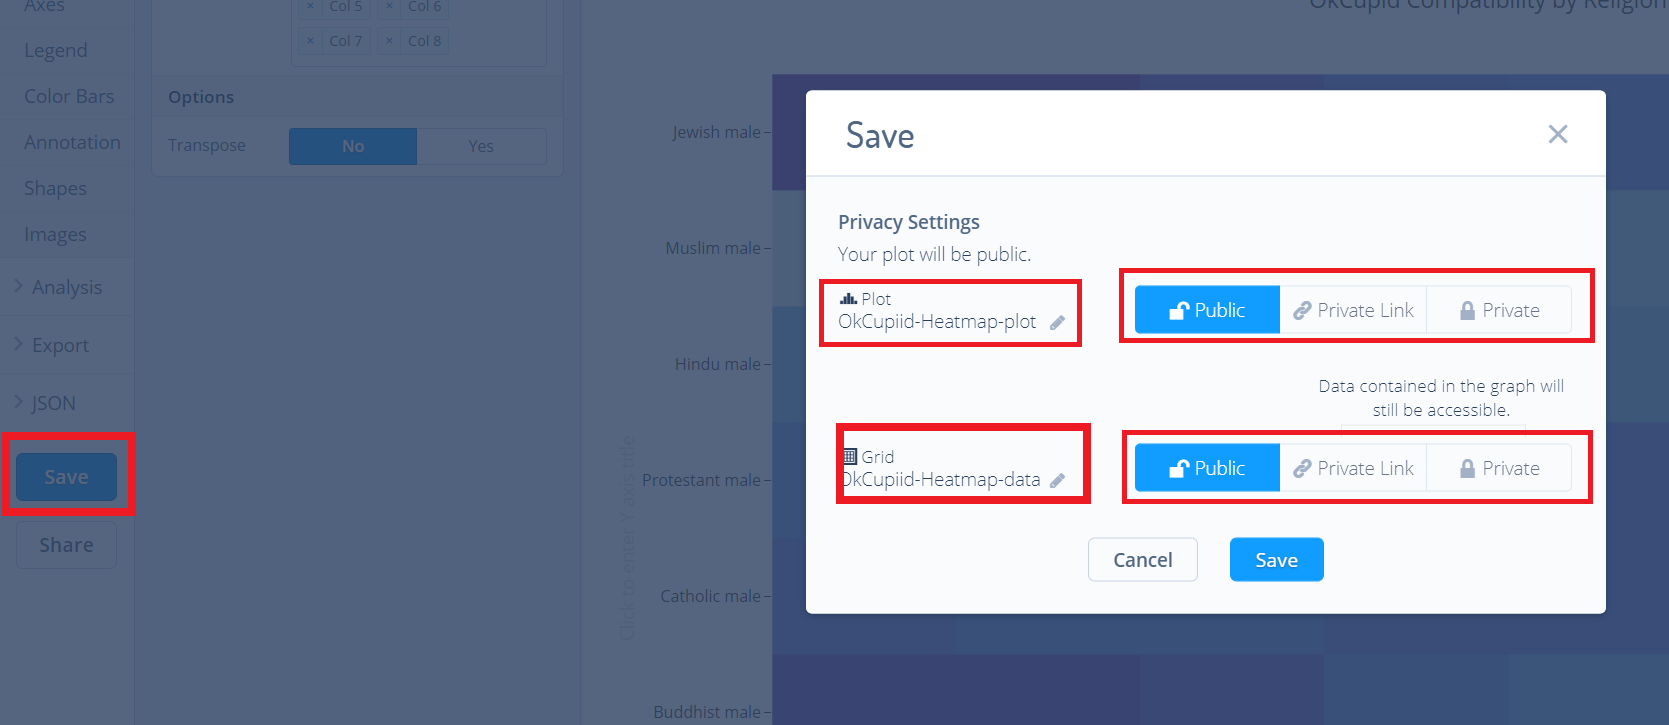 Axes
Legend
Color Bars
Annotation
Shapes
Images
Analysis
Export
JSON
Save
Share
× Col 5 × Col 6
× Col 7 × Col 8
Options
Transpose No Yes
OkCupid Compatibility by Religion
Click to enter Y axis title
Jewish male
Muslim male
Hindu male
Protestant male
Catholic male
Buddhist male
Save ×
Privacy Settings
Your plot will be public.
Plot
OkCupiid-Heatmap-plot
Public Private Link Private
Data contained in the graph will
still be accessible.
Grid
OkCupiid-Heatmap-data
Public Private Link Private
Cancel Save